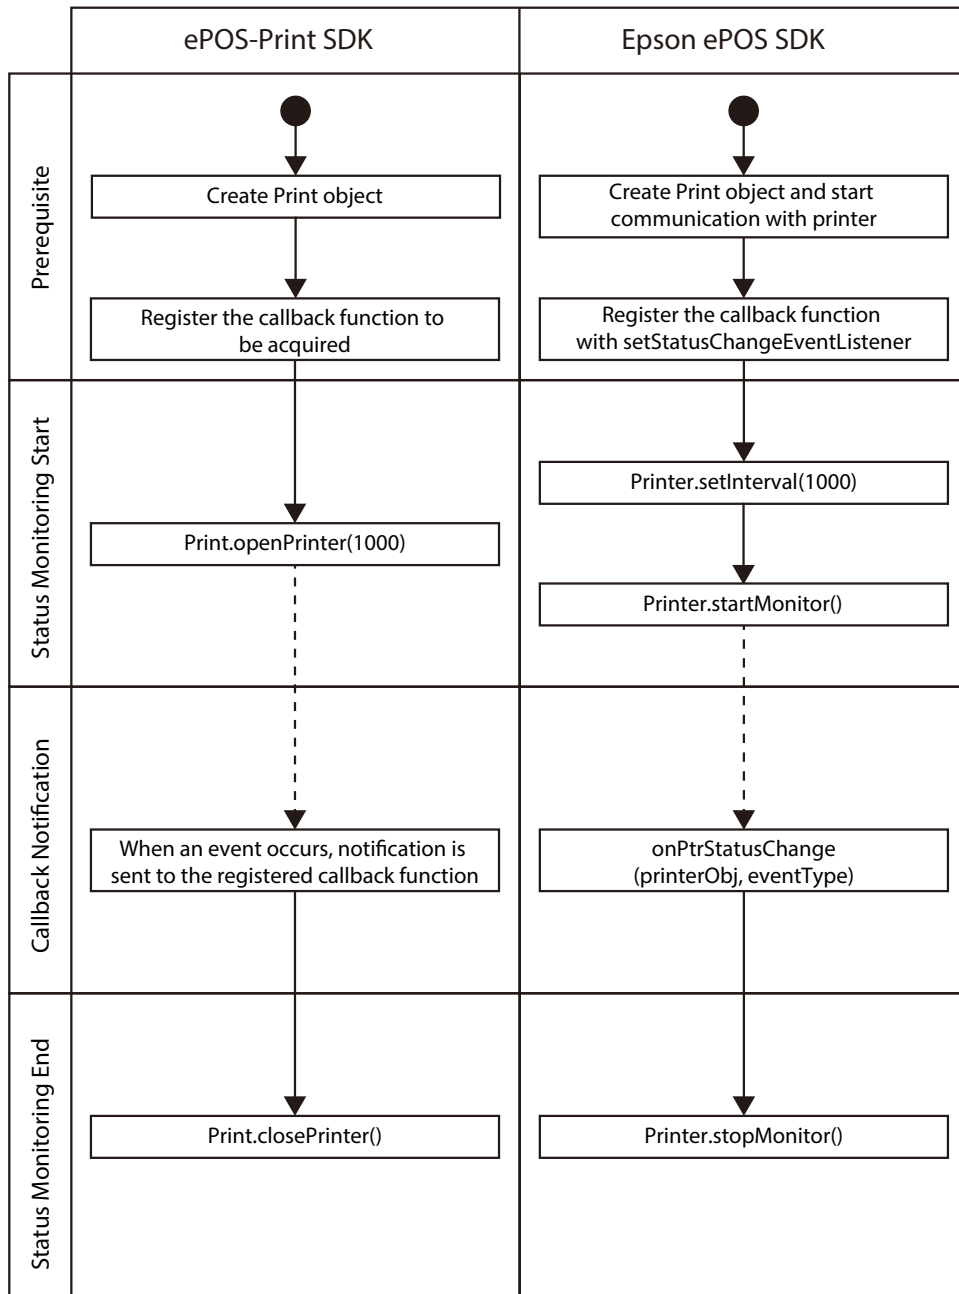 ePOS-Print SDK
Epson ePOS SDK
Prerequisite
Create Print object
Create Print object and start
communication with printer
Register the callback function to
be acquired
Register the callback function
with setStatusChangeEventListener
Status Monitoring Start
Print.openPrinter(1000)
Printer.setInterval(1000)
Printer.startMonitor()
Callback Notification
When an event occurs, notification is
sent to the registered callback function
onPtrStatusChange
(printerObj, eventType)
Status Monitoring End
Print.closePrinter()
Printer.stopMonitor()